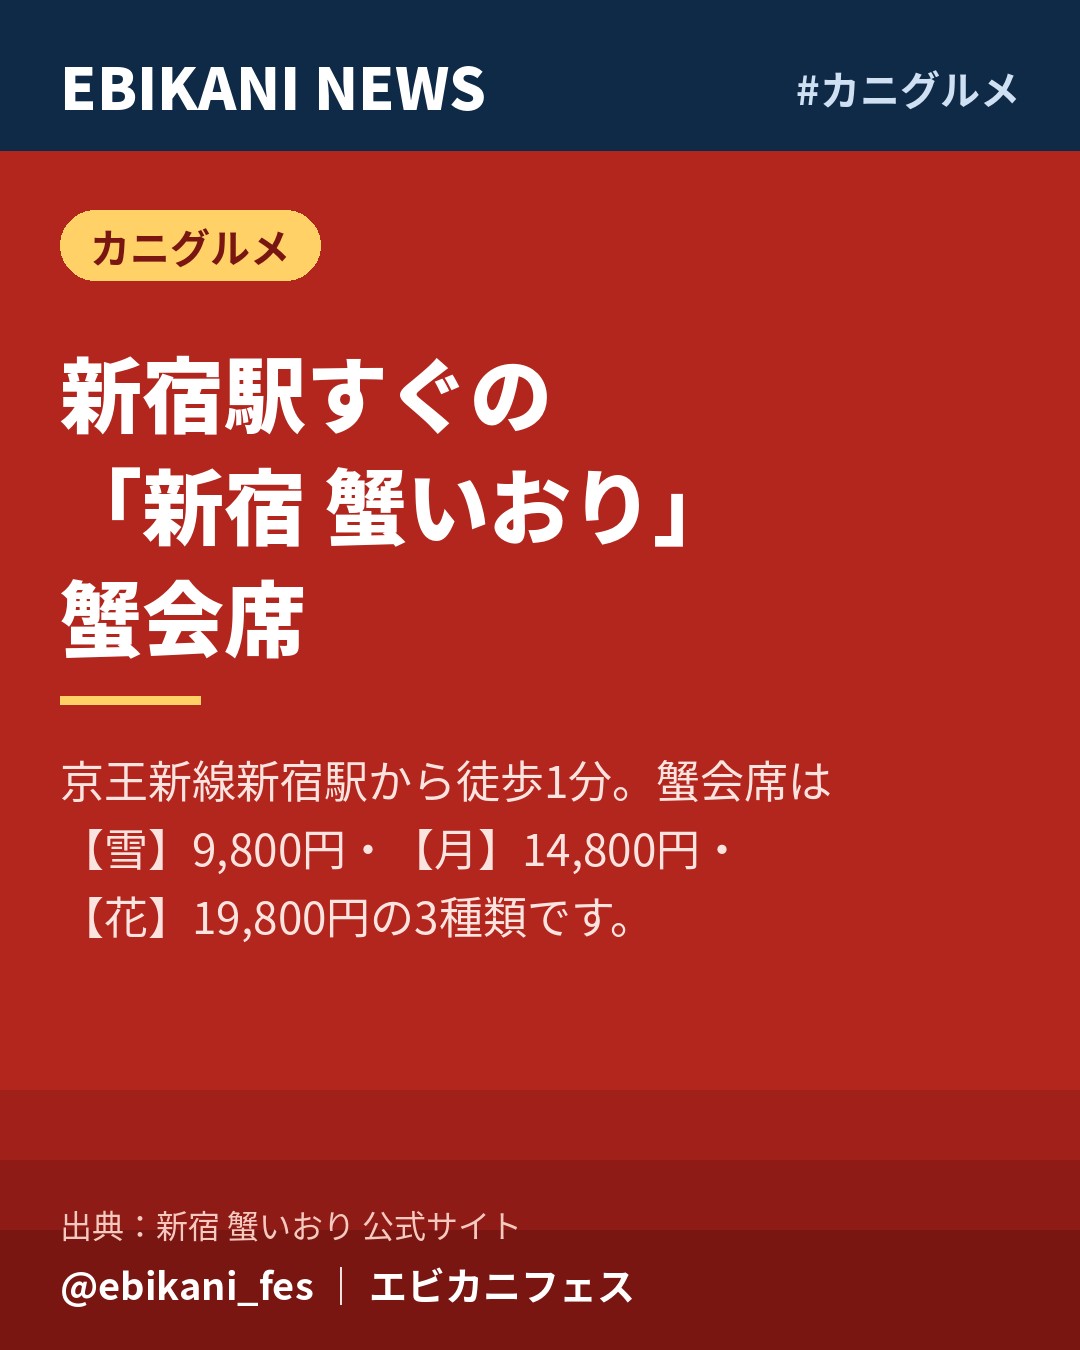 EBIKANI NEWS
#カニグルメ
カニグルメ
新宿駅すぐの
「新宿 蟹いおり」
蟹会席
京王新線新宿駅から徒歩1分。蟹会席は
【雪】9,800円・【月】14,800円・
【花】19,800円の3種類です。
出典：新宿 蟹いおり 公式サイト
@ebikani_fes ｜ エビカニフェス